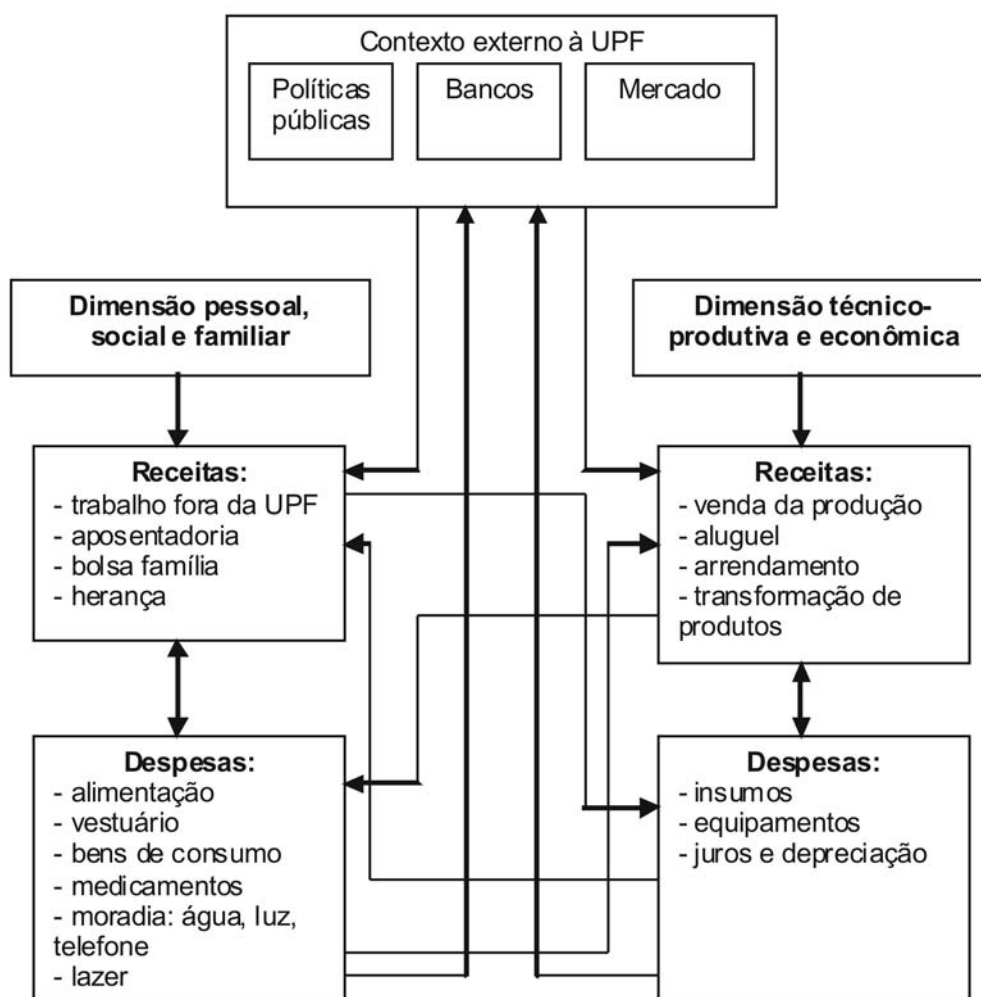 Contexto externo à UPF
Políticas
públicas
Bancos
Mercado
Dimensão pessoal,
social e familiar
Dimensão técnico-
produtiva e econômica
Receitas:
- trabalho fora da UPF
- aposentadoria
- bolsa família
- herança
Receitas:
- venda da produção
- aluguel
- arrendamento
- transformação de
produtos
Despesas:
- alimentação
- vestuário
- bens de consumo
- medicamentos
- moradia: água, luz,
telefone
- lazer
Despesas:
- insumos
- equipamentos
- juros e depreciação